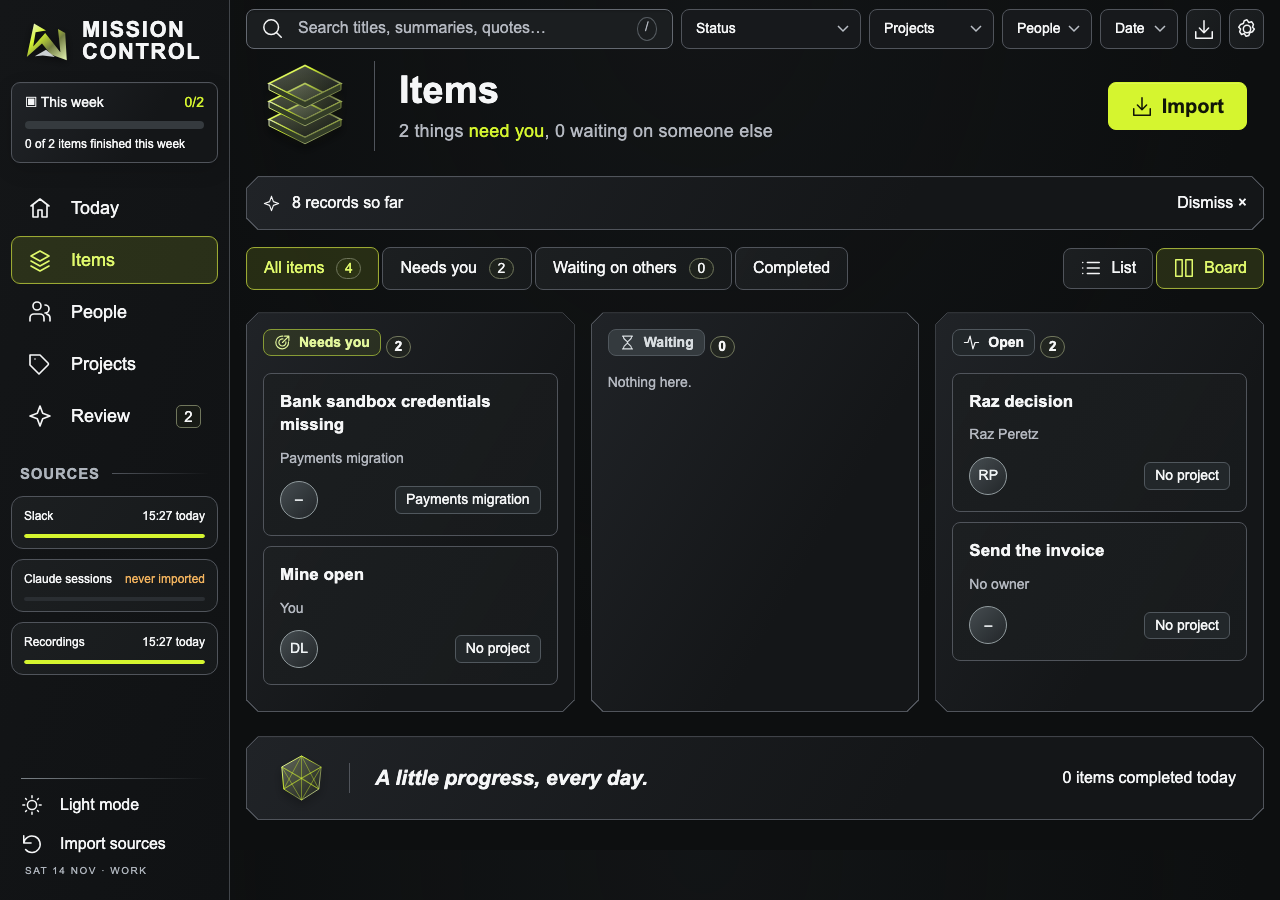 MISSION
CONTROL
This week 0/2
0 of 2 items finished this week
Today
Items
People
Projects
Review 2
SOURCES
Slack 15:27 today
Claude sessions never imported
Recordings 15:27 today
Light mode
Import sources
SAT 14 NOV · WORK
Search titles, summaries, quotes… /
Status
Projects
People
Date
Items
2 things need you, 0 waiting on someone else
Import
8 records so far
Dismiss ×
All items 4
Needs you 2
Waiting on others 0
Completed
List
Board
Needs you 2
Bank sandbox credentials
missing
Payments migration
– Payments migration
Mine open
You
DL No project
Waiting 0
Nothing here.
Open 2
Raz decision
Raz Peretz
RP No project
Send the invoice
No owner
– No project
A little progress, every day.
0 items completed today